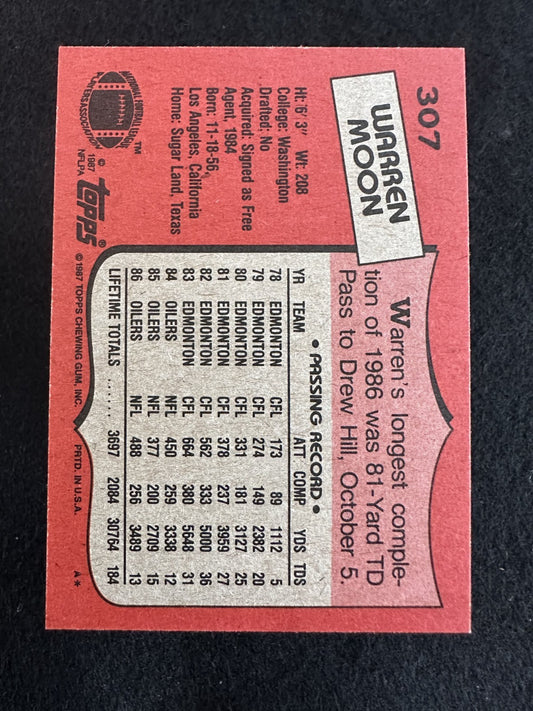 307
WARREN
MOON
Ht: 6' 3" Wt: 208
College: Washington
Drafted: No
Acquired: Signed as Free
Agent, 1984
Born: 11-18-56,
Los Angeles, California
Home: Sugar Land, Texas
NATIONAL FOOTBALL LEAGUE
PLAYERS ASSOCIATION
™
© 1987
NFLPA
topps®
©1987 TOPPS CHEWING GUM, INC.
PRTD. IN U.S.A.
A*
Warren's longest comple-
tion of 1986 was 81-Yard TD
Pass to Drew Hill, October 5.
• PASSING RECORD •
YR TEAM ATT COMP YDS TDS
78 EDMONTON CFL 173 89 1112 5
79 EDMONTON CFL 274 149 2382 20
80 EDMONTON CFL 331 181 3127 25
81 EDMONTON CFL 378 237 3959 27
82 EDMONTON CFL 562 333 5000 36
83 EDMONTON CFL 664 380 5648 31
84 OILERS NFL 450 259 3338 12
85 OILERS NFL 377 200 2709 15
86 OILERS NFL 488 256 3489 13
LIFETIME TOTALS ...... 3697 2084 30764 184